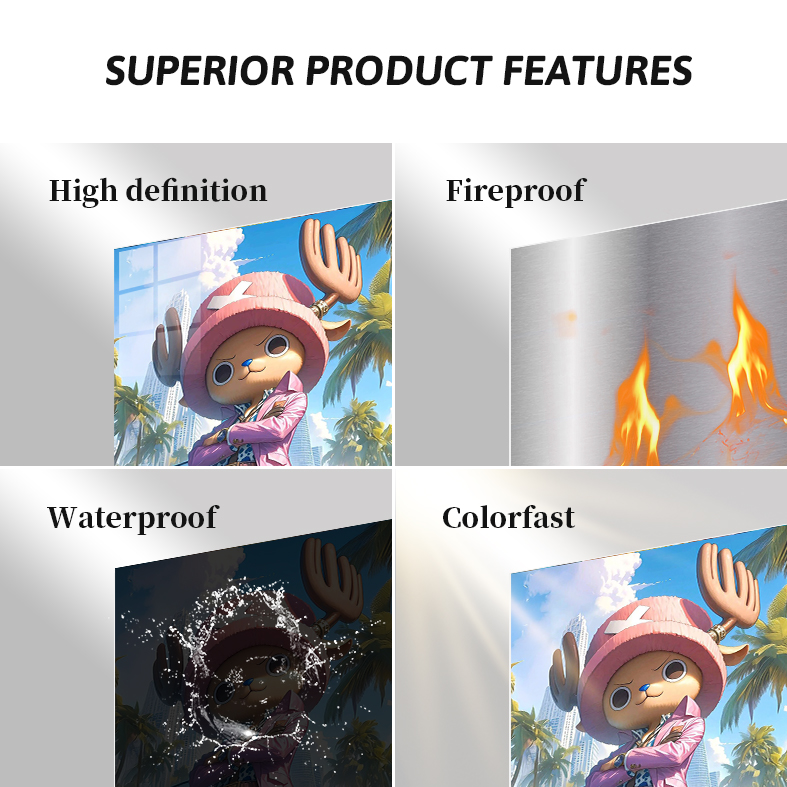 SUPERIOR PRODUCT FEATURES
High definition
Fireproof
Waterproof
Colorfast